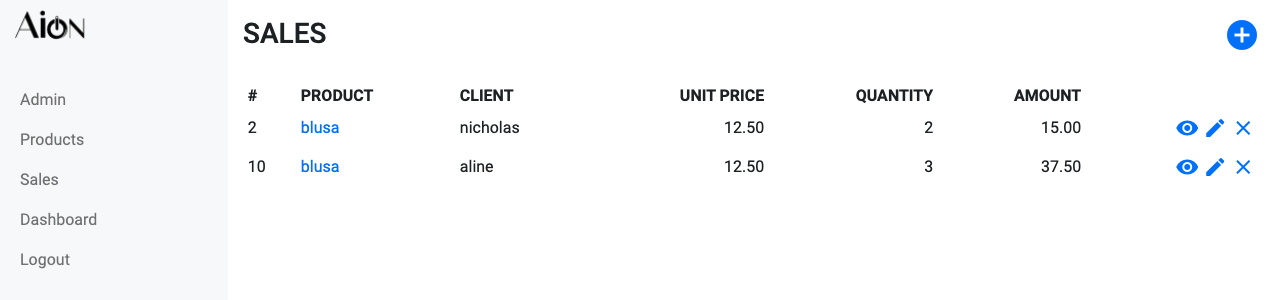 AiON
SALES
Admin
Products
Sales
Dashboard
Logout
# PRODUCT CLIENT UNIT PRICE QUANTITY AMOUNT
2 blusa nicholas 12.50 2 15.00
10 blusa aline 12.50 3 37.50